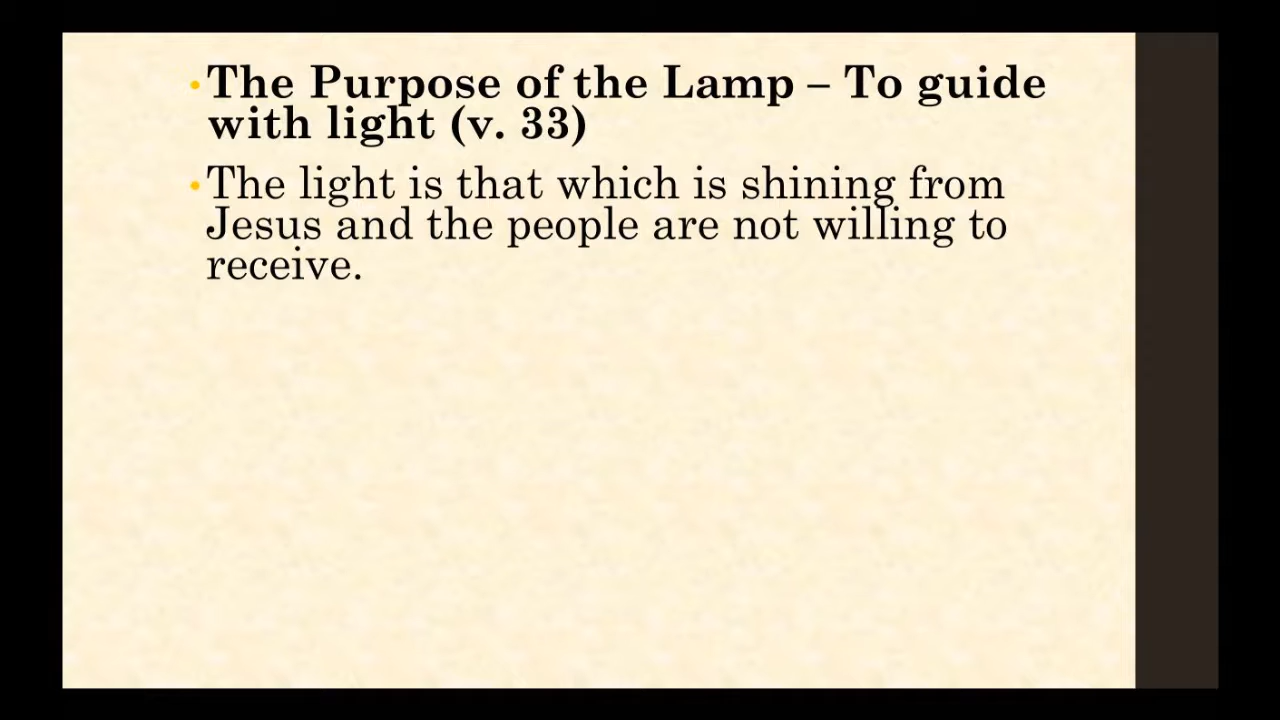 • The Purpose of the Lamp – To guide
with light (v. 33)
• The light is that which is shining from
Jesus and the people are not willing to
receive.